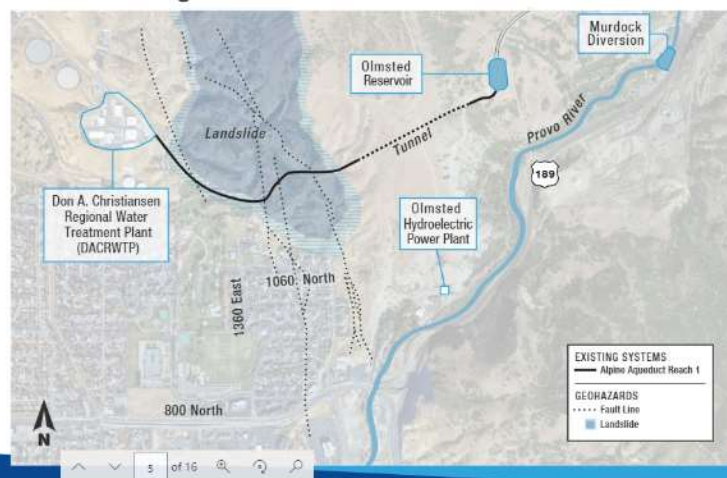 Murdock
Diversion
Olmsted
Reservoir
Landslide
Tunnel
Provo River
189
Don A. Christiansen
Regional Water
Treatment Plant
(DACRWTP)
Olmsted
Hydroelectric
Power Plant
1060 North
1360 East
800 North
N
EXISTING SYSTEMS
Alpine Aqueduct Reach 1
GEOHAZARDS
Fault Line
Landslide
5 of 16